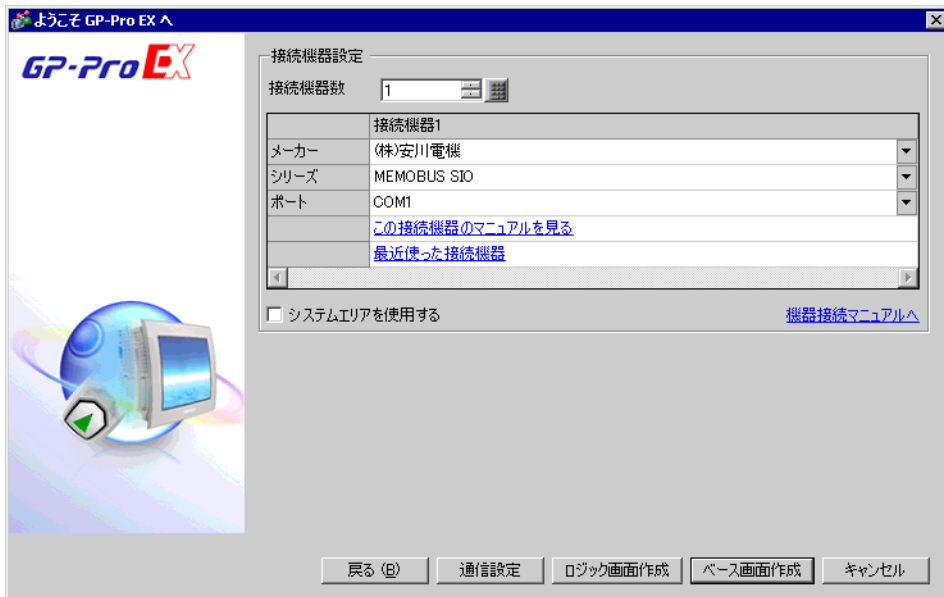 ようこそ GP-Pro EX へ
GP-Pro EX
接続機器設定
接続機器数 1
接続機器1
メーカー (株)安川電機
シリーズ MEMOBUS SIO
ポート COM1
この接続機器のマニュアルを見る
最近使った接続機器
システムエリアを使用する 機器接続マニュアルへ
戻る (B) 通信設定 ロジック画面作成 ベース画面作成 キャンセル